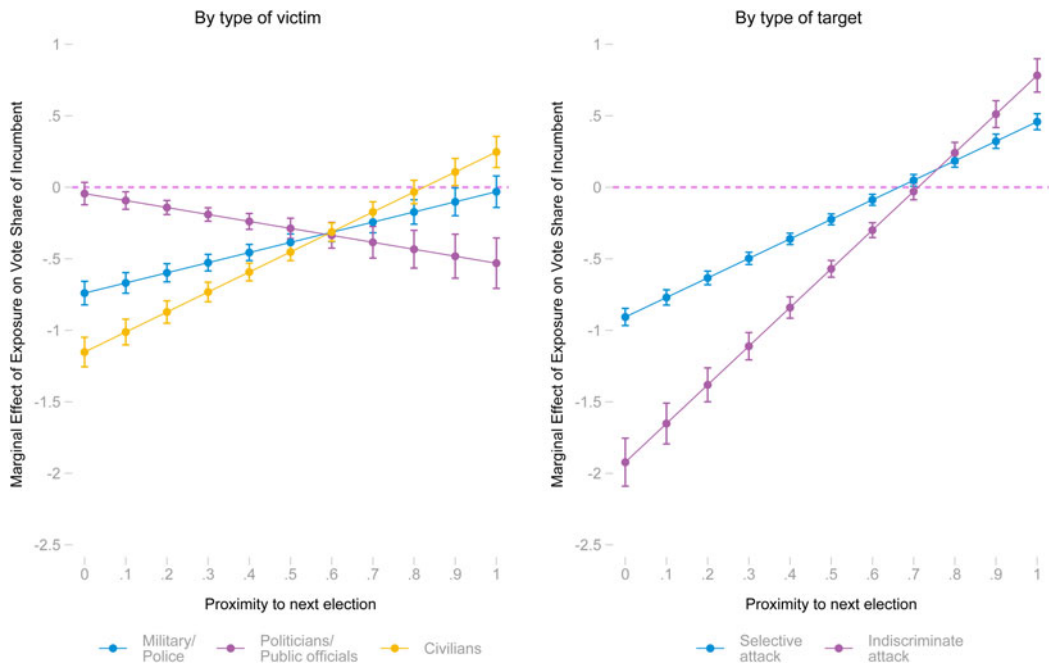 By type of victim
Marginal Effect of Exposure on Vote Share of Incumbent
1
.5
0
-.5
-1
-1.5
-2
-2.5
0 .1 .2 .3 .4 .5 .6 .7 .8 .9 1
Proximity to next election
Military/
Police
Politicians/
Public officials
Civilians
By type of target
Marginal Effect of Exposure on Vote Share of Incumbent
1
.5
0
-.5
-1
-1.5
-2
-2.5
0 .1 .2 .3 .4 .5 .6 .7 .8 .9 1
Proximity to next election
Selective
attack
Indiscriminate
attack